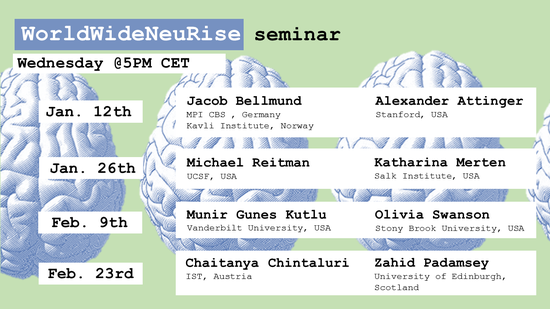 WorldWideNeuRise seminar
Wednesday @5PM CET
Jan. 12th
Jacob Bellmund
MPI CBS , Germany
Kavli Institute, Norway
Alexander Attinger
Stanford, USA
Jan. 26th
Michael Reitman
UCSF, USA
Katharina Merten
Salk Institute, USA
Feb. 9th
Munir Gunes Kutlu
Vanderbilt University, USA
Olivia Swanson
Stony Brook University, USA
Feb. 23rd
Chaitanya Chintaluri
IST, Austria
Zahid Padamsey
University of Edinburgh,
Scotland